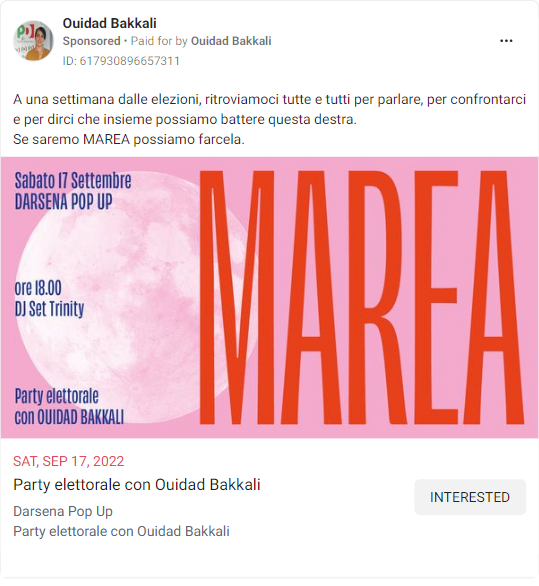 Ouidad Bakkali
Sponsored • Paid for by Ouidad Bakkali
ID: 617930896657311
A una settimana dalle elezioni, ritroviamoci tutte e tutti per parlare, per confrontarci
e per dirci che insieme possiamo battere questa destra.
Se saremo MAREA possiamo farcela.
Sabato 17 Settembre
DARSENA POP UP
ore 18.00
DJ Set Trinity
Party elettorale
con OUIDAD BAKKALI
MAREA
SAT, SEP 17, 2022
Party elettorale con Ouidad Bakkali
INTERESTED
Darsena Pop Up
Party elettorale con Ouidad Bakkali